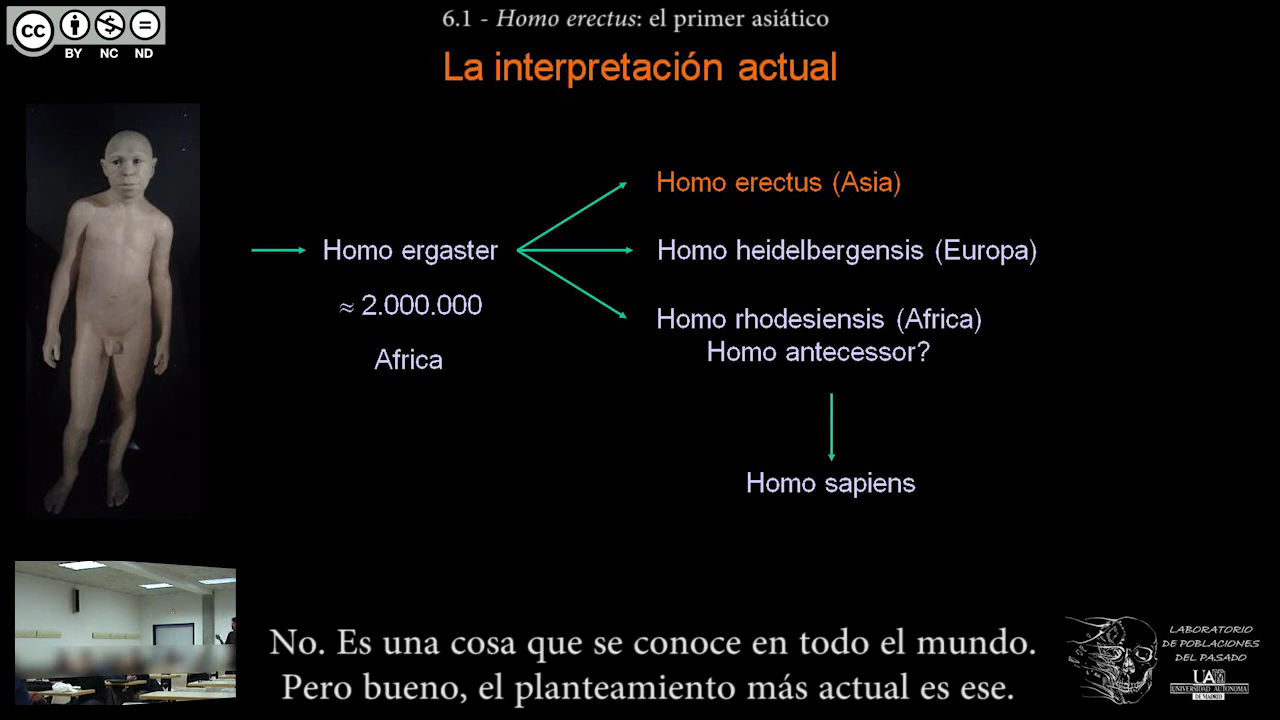 6.1 - Homo erectus: el primer asiático
cc
BY NC ND
La interpretación actual
Homo erectus (Asia)
Homo ergaster
Homo heidelbergensis (Europa)
≈ 2.000.000
Homo rhodesiensis (Africa)
Homo antecessor?
Africa
Homo sapiens
No. Es una cosa que se conoce en todo el mundo.
Pero bueno, el planteamiento más actual es ese.
LABORATORIO
DE POBLACIONES
DEL PASADO
UAM
UNIVERSIDAD AUTONOMA
DE MADRID